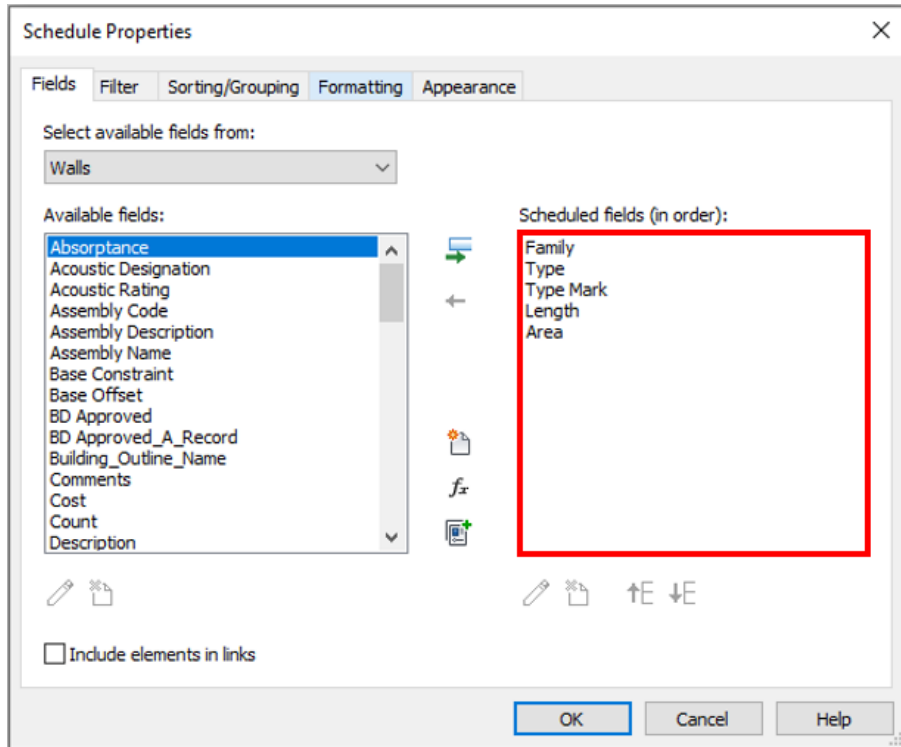 Schedule Properties
Fields
Filter
Sorting/Grouping
Formatting
Appearance
Select available fields from:
Walls
Available fields:
Absorptance
Acoustic Designation
Acoustic Rating
Assembly Code
Assembly Description
Assembly Name
Base Constraint
Base Offset
BD Approved
BD Approved_A_Record
Building_Outline_Name
Comments
Cost
Count
Description
fx
Scheduled fields (in order):
Family
Type
Type Mark
Length
Area
Include elements in links
OK
Cancel
Help